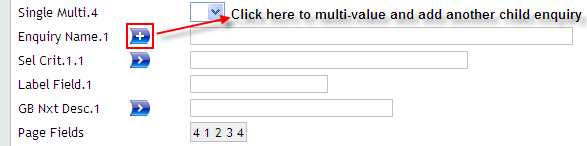 Single Multi.4 Click here to multi-value and add another child enquiry
Enquiry Name.1
Sel Crit.1.1
Label Field.1
GB Nxt Desc.1
Page Fields 4 1 2 3 4